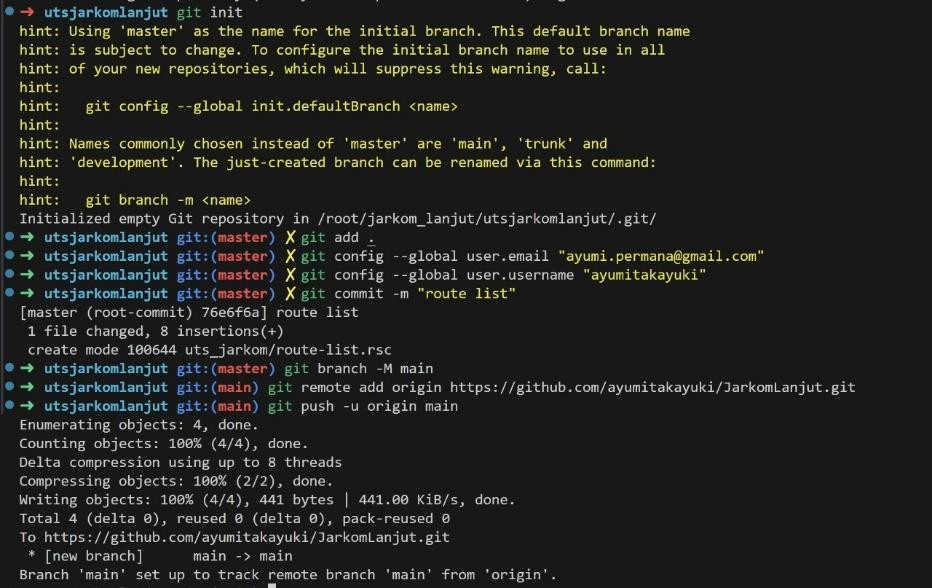 ➜ utsjarkomlanjut git init
hint: Using 'master' as the name for the initial branch. This default branch name
hint: is subject to change. To configure the initial branch name to use in all
hint: of your new repositories, which will suppress this warning, call:
hint:
hint:   git config --global init.defaultBranch <name>
hint:
hint: Names commonly chosen instead of 'master' are 'main', 'trunk' and
hint: 'development'. The just-created branch can be renamed via this command:
hint:
hint:   git branch -m <name>
Initialized empty Git repository in /root/jarkom_lanjut/utsjarkomlanjut/.git/
➜ utsjarkomlanjut git:(master) ✗ git add .
➜ utsjarkomlanjut git:(master) ✗ git config --global user.email "ayumi.permana@gmail.com"
➜ utsjarkomlanjut git:(master) ✗ git config --global user.username "ayumitakayuki"
➜ utsjarkomlanjut git:(master) ✗ git commit -m "route list"
[master (root-commit) 76e6f6a] route list
 1 file changed, 8 insertions(+)
 create mode 100644 uts_jarkom/route-list.rsc
➜ utsjarkomlanjut git:(master) git branch -M main
➜ utsjarkomlanjut git:(main) git remote add origin https://github.com/ayumitakayuki/JarkomLanjut.git
➜ utsjarkomlanjut git:(main) git push -u origin main
Enumerating objects: 4, done.
Counting objects: 100% (4/4), done.
Delta compression using up to 8 threads
Compressing objects: 100% (2/2), done.
Writing objects: 100% (4/4), 441 bytes | 441.00 KiB/s, done.
Total 4 (delta 0), reused 0 (delta 0), pack-reused 0
To https://github.com/ayumitakayuki/JarkomLanjut.git
 * [new branch]      main -> main
Branch 'main' set up to track remote branch 'main' from 'origin'.